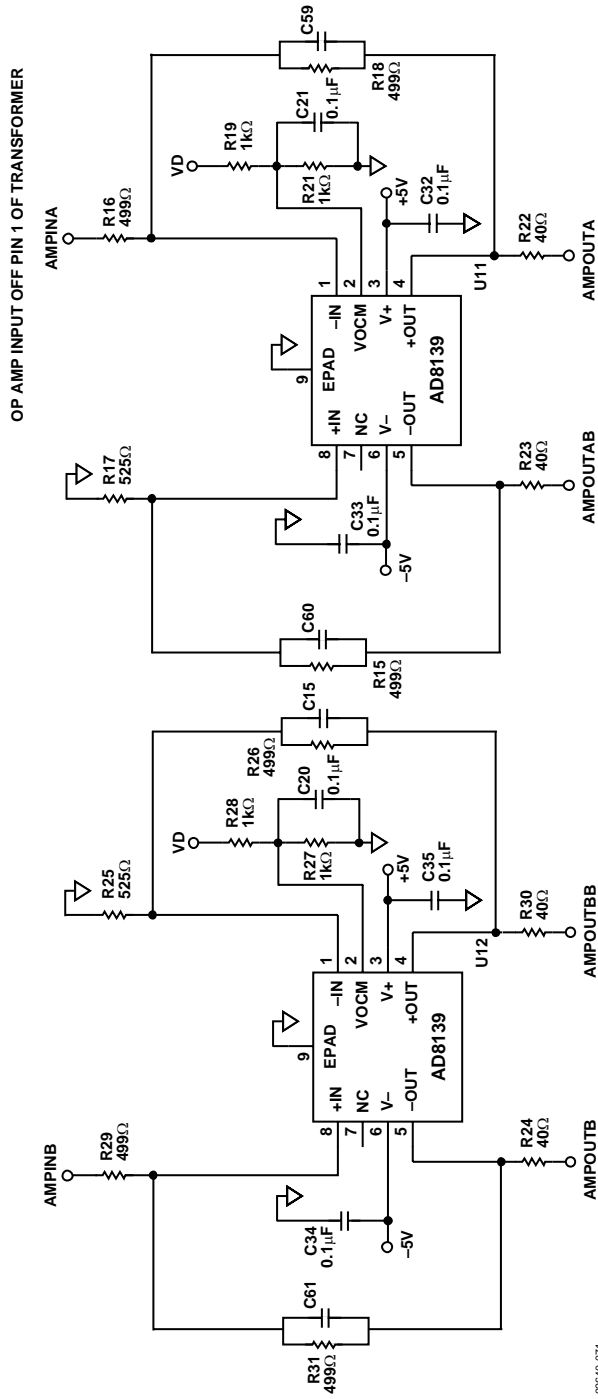 OP AMP INPUT OFF PIN 1 OF TRANSFORMER
AMPINA
R16
499Ω
R17
525Ω
VD
R19
1kΩ
R21
1kΩ
C21
0.1µF
C59
R18
499Ω
+5V
C32
0.1µF
C33
0.1µF
–5V
C60
R15
499Ω
9
EPAD
8
+IN
7
NC
6
V–
5
–OUT
1
–IN
2
VOCM
3
V+
4
+OUT
AD8139
U11
R22
40Ω
AMPOUTA
R23
40Ω
AMPOUTAB
AMPINB
R29
499Ω
R25
525Ω
VD
R28
1kΩ
R27
1kΩ
C20
0.1µF
R26
499Ω
C15
+5V
C35
0.1µF
C34
0.1µF
–5V
C61
R31
499Ω
9
EPAD
8
+IN
7
NC
6
V–
5
–OUT
1
–IN
2
VOCM
3
V+
4
+OUT
AD8139
U12
R30
40Ω
AMPOUTBB
R24
40Ω
AMPOUTB